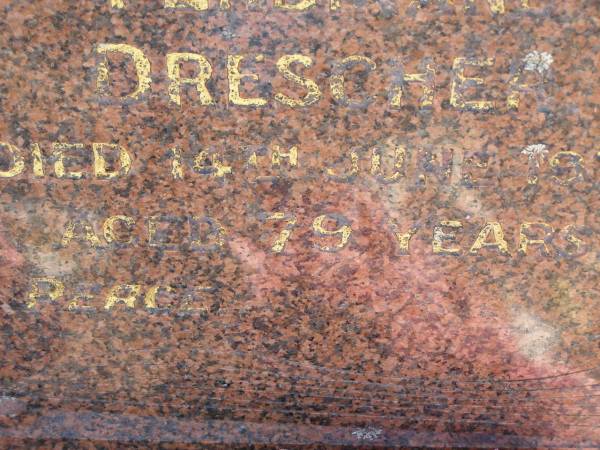 DRESCHER
DIED 14TH JUNE
AGED 79 YEARS
PEACE